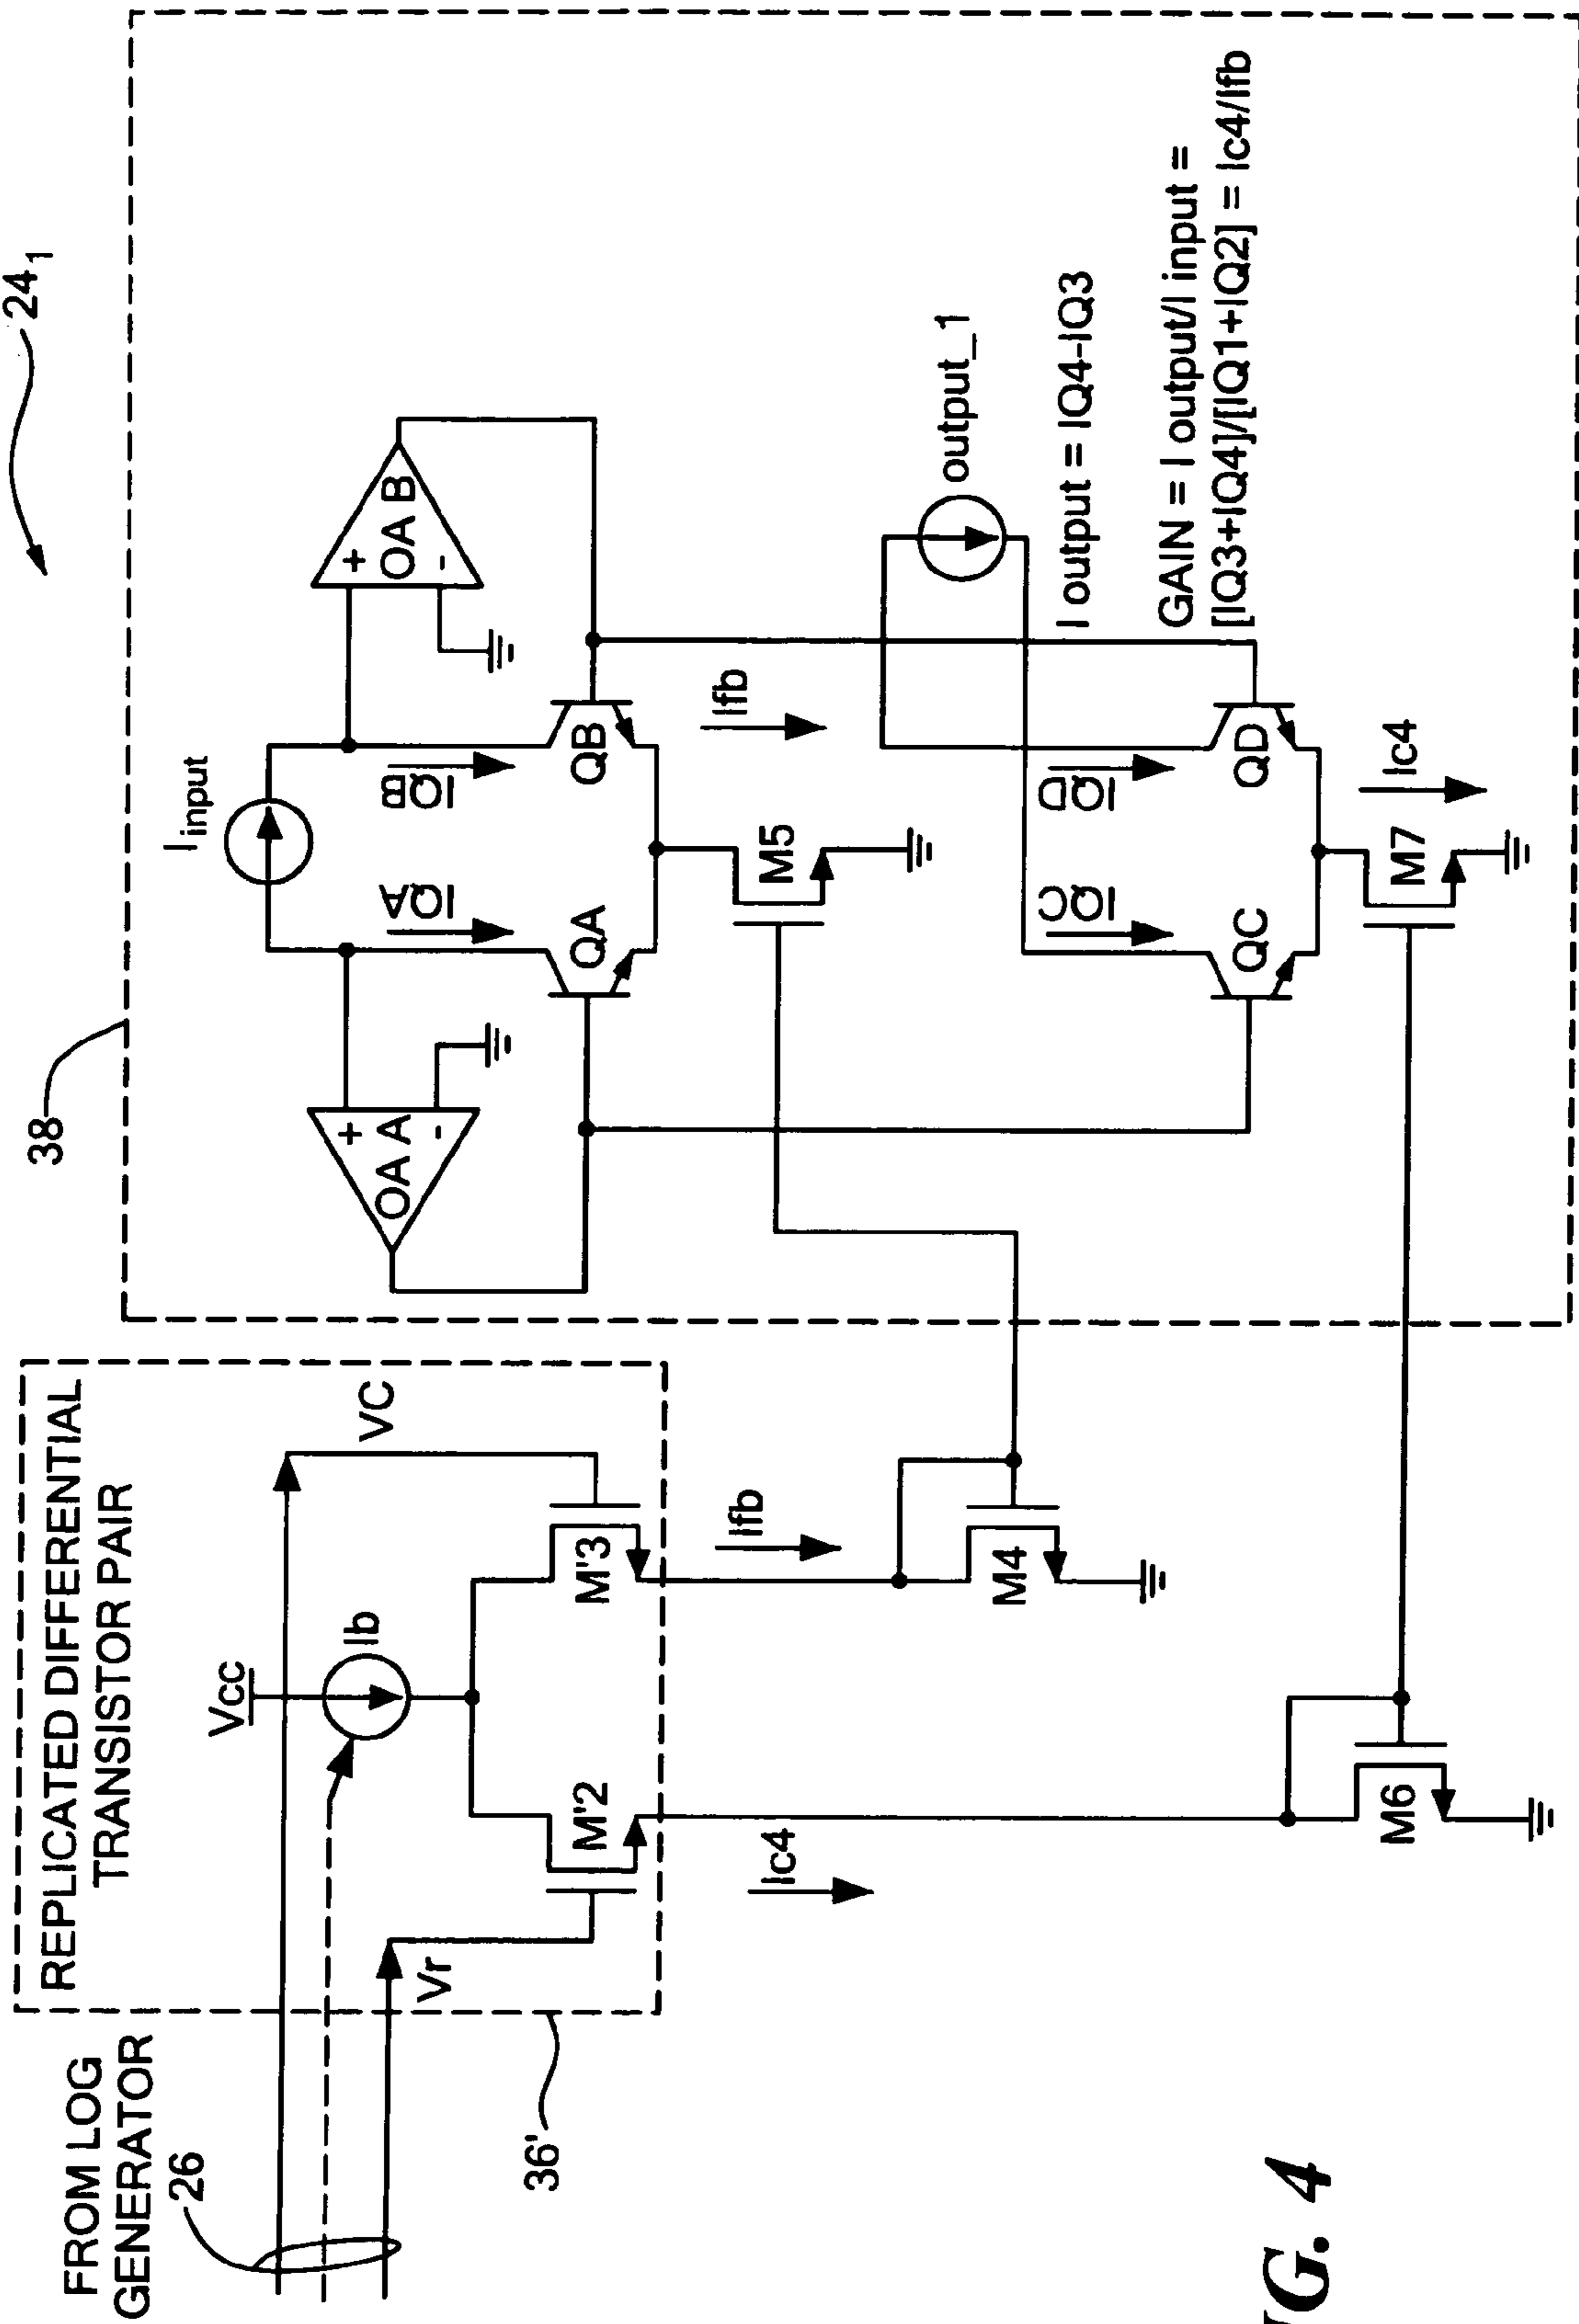 24₁
38
FROM LOG
GENERATOR
26
REPLICATED DIFFERENTIAL
TRANSISTOR PAIR
Vcc
Ib
VC
Vr
M'2
M'3
36'
Ic4
Ifb
M4
M6
I input
+
-
OA A
+
-
OA B
IQA
IQB
QA
QB
Ifb
M5
output_1
IQC
IQD
QC
QD
M7
Ic4
I output = IQ4-IQ3
GAIN = I output/I input =
[IQ3+IQ4]/[IQ1+IQ2] = Ic4/Ifb
IG. 4